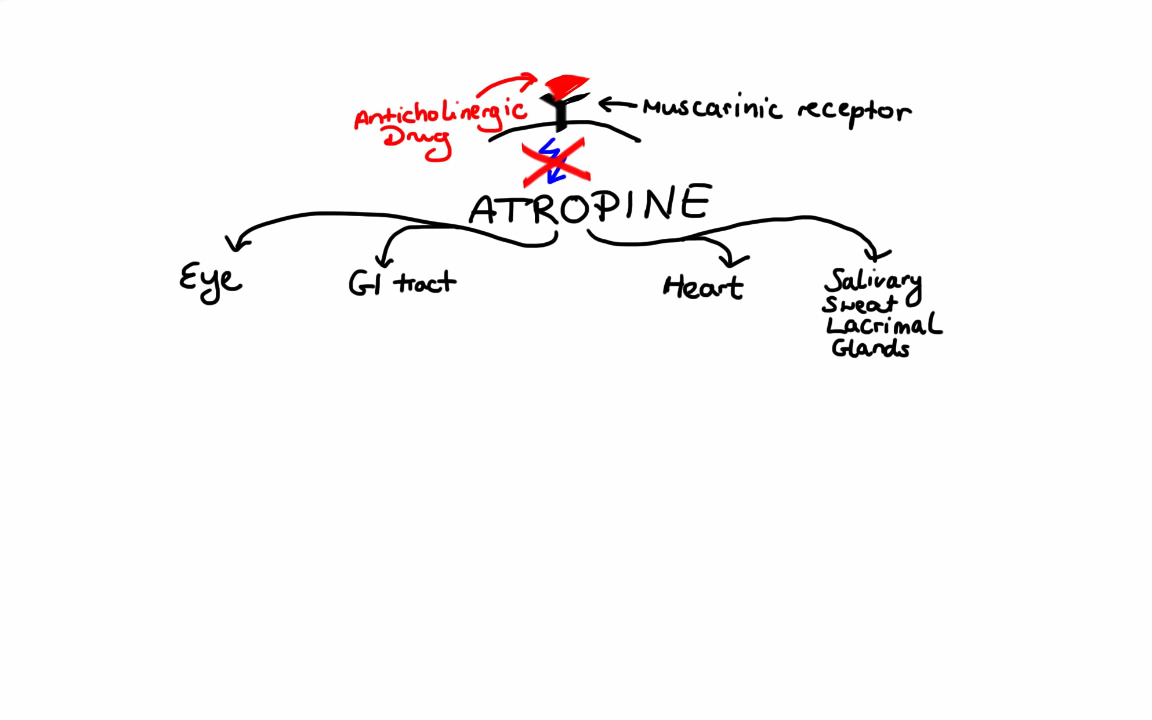 Anticholinergic
Drug
Muscarinic receptor
ATROPINE
Eye
GI tract
Heart
Salivary
Sweat
Lacrimal
Glands